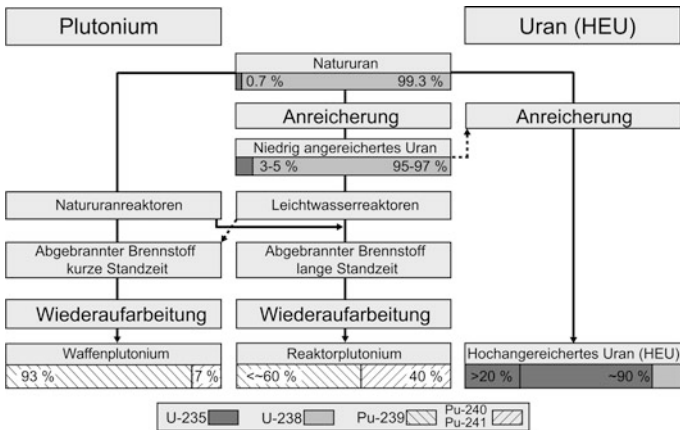 Plutonium
Uran (HEU)
Natururan
0.7 % 99.3 %
Anreicherung
Anreicherung
Niedrig angereichertes Uran
3-5 % 95-97 %
Natururanreaktoren
Leichtwasserreaktoren
Abgebrannter Brennstoff
kurze Standzeit
Abgebrannter Brennstoff
lange Standzeit
Wiederaufarbeitung
Wiederaufarbeitung
Waffenplutonium
93 % 7 %
Reaktorplutonium
<~60 % 40 %
Hochangereichertes Uran (HEU)
>20 % ~90 %
U-235 U-238 Pu-239 Pu-240
Pu-241